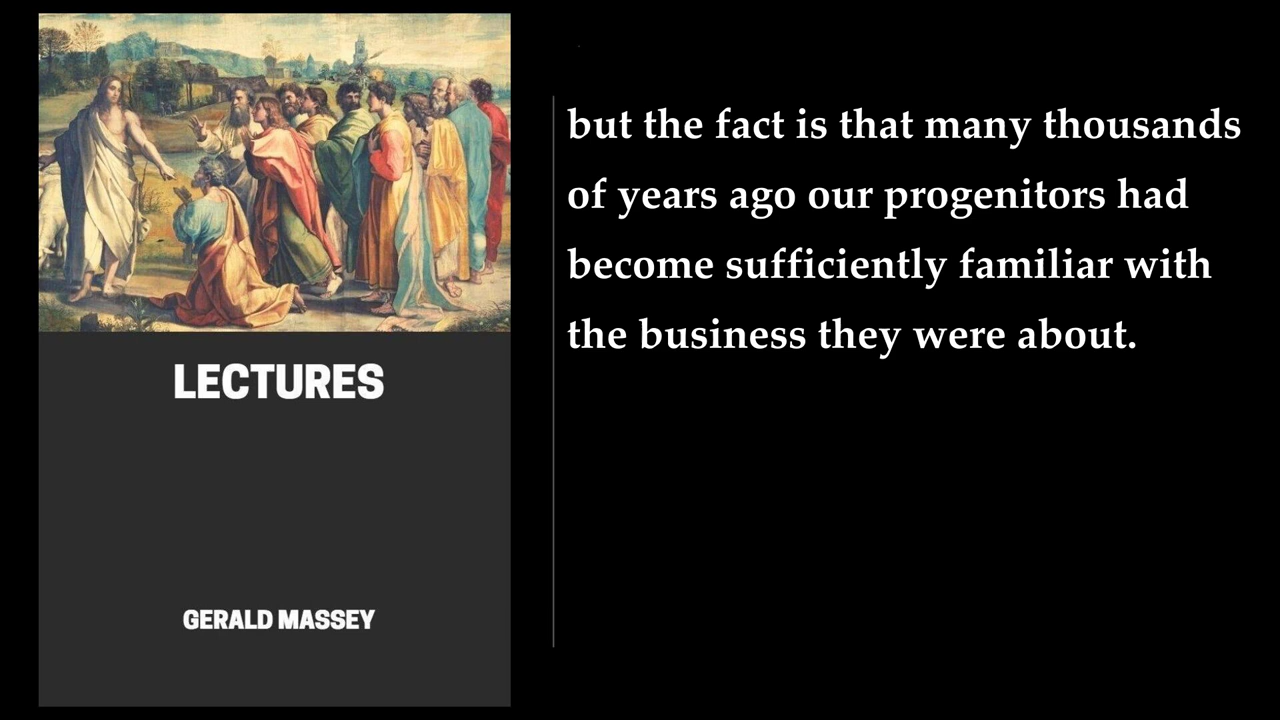 LECTURES
GERALD MASSEY
but the fact is that many thousands
of years ago our progenitors had
become sufficiently familiar with
the business they were about.